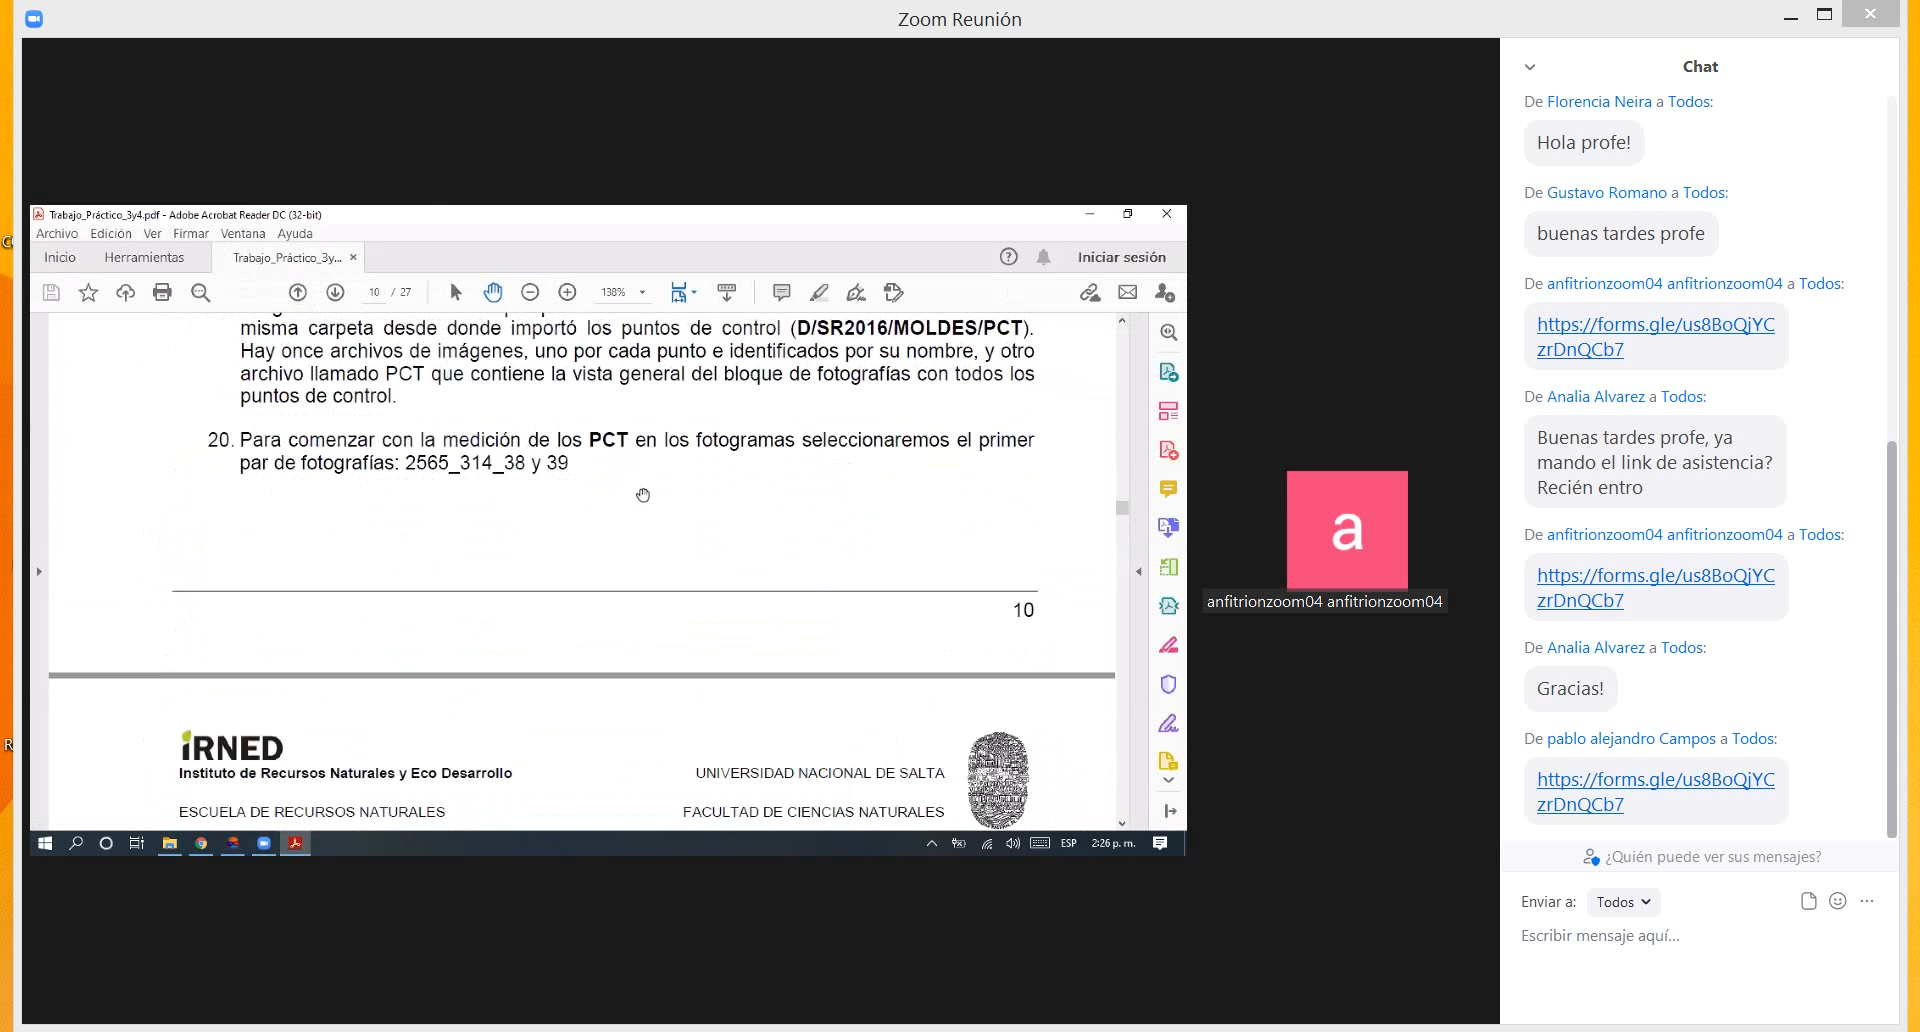 Zoom Reunión
Trabajo_Práctico_3y4.pdf - Adobe Acrobat Reader DC (32-bit)
Archivo Edición Ver Firmar Ventana Ayuda
Inicio Herramientas Trabajo_Práctico_3y... × Iniciar sesión
10 / 27 138%
misma carpeta desde donde importó los puntos de control (D/SR2016/MOLDES/PCT).
Hay once archivos de imágenes, uno por cada punto e identificados por su nombre, y otro
archivo llamado PCT que contiene la vista general del bloque de fotografías con todos los
puntos de control.
20. Para comenzar con la medición de los PCT en los fotogramas seleccionaremos el primer
par de fotografías: 2565_314_38 y 39
10
iRNED
Instituto de Recursos Naturales y Eco Desarrollo
UNIVERSIDAD NACIONAL DE SALTA
ESCUELA DE RECURSOS NATURALES
FACULTAD DE CIENCIAS NATURALES
ESP 2:26 p. m.
a
anfitrionzoom04 anfitrionzoom04
Chat
De Florencia Neira a Todos:
Hola profe!
De Gustavo Romano a Todos:
buenas tardes profe
De anfitrionzoom04 anfitrionzoom04 a Todos:
https://forms.gle/us8BoQjYC
zrDnQCb7
De Analia Alvarez a Todos:
Buenas tardes profe, ya
mando el link de asistencia?
Recién entro
De anfitrionzoom04 anfitrionzoom04 a Todos:
https://forms.gle/us8BoQjYC
zrDnQCb7
De Analia Alvarez a Todos:
Gracias!
De pablo alejandro Campos a Todos:
https://forms.gle/us8BoQjYC
zrDnQCb7
¿Quién puede ver sus mensajes?
Enviar a: Todos
Escribir mensaje aquí...